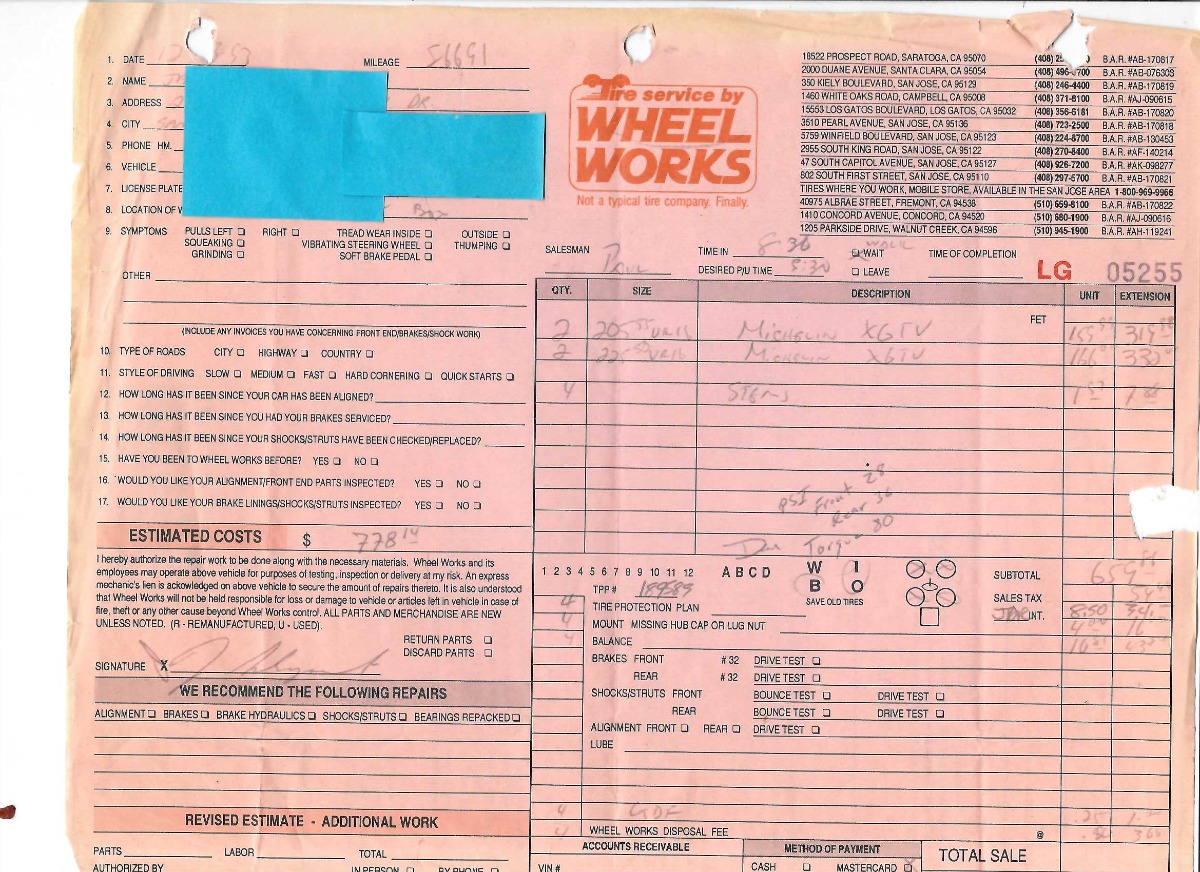 1. DATE
MILEAGE 56691
2. NAME
3. ADDRESS DR.
4. CITY
5. PHONE HM.
6. VEHICLE
7. LICENSE PLATE
8. LOCATION OF
9. SYMPTOMS PULLS LEFT RIGHT TREAD WEAR INSIDE OUTSIDE
SQUEAKING VIBRATING STEERING WHEEL THUMPING
GRINDING SOFT BRAKE PEDAL
OTHER
(INCLUDE ANY INVOICES YOU HAVE CONCERNING FRONT END/BRAKES/SHOCK WORK)
10. TYPE OF ROADS CITY HIGHWAY COUNTRY
11. STYLE OF DRIVING SLOW MEDIUM FAST HARD CORNERING QUICK STARTS
12. HOW LONG HAS IT BEEN SINCE YOUR CAR HAS BEEN ALIGNED?
13. HOW LONG HAS IT BEEN SINCE YOU HAD YOUR BRAKES SERVICED?
14. HOW LONG HAS IT BEEN SINCE YOUR SHOCKS/STRUTS HAVE BEEN CHECKED/REPLACED?
15. HAVE YOU BEEN TO WHEEL WORKS BEFORE? YES NO
16. WOULD YOU LIKE YOUR ALIGNMENT/FRONT END PARTS INSPECTED? YES NO
17. WOULD YOU LIKE YOUR BRAKE LININGS/SHOCKS/STRUTS INSPECTED? YES NO
ESTIMATED COSTS $ 778 14
I hereby authorize the repair work to be done along with the necessary materials. Wheel Works and its
employees may operate above vehicle for purposes of testing, inspection or delivery at my risk. An express
mechanic's lien is acknowledged on above vehicle to secure the amount of repairs thereto. It is also understood
that Wheel Works will not be held responsible for loss or damage to vehicle or articles left in vehicle in case of
fire, theft or any other cause beyond Wheel Works control. ALL PARTS AND MERCHANDISE ARE NEW
UNLESS NOTED. (R - REMANUFACTURED, U - USED).
RETURN PARTS
DISCARD PARTS
SIGNATURE X
WE RECOMMEND THE FOLLOWING REPAIRS
ALIGNMENT BRAKES BRAKE HYDRAULICS SHOCKS/STRUTS BEARINGS REPACKED
REVISED ESTIMATE - ADDITIONAL WORK
PARTS LABOR TOTAL
AUTHORIZED BY IN PERSON BY PHONE
Tire service by
WHEEL
WORKS
Not a typical tire company. Finally.
18522 PROSPECT ROAD, SARATOGA, CA 95070 (408) B.A.R. #AB-170817
2000 DUANE AVENUE, SANTA CLARA, CA 95054 (408) 496-0700 B.A.R. #AB-076308
350 KIELY BOULEVARD, SAN JOSE, CA 95129 (408) 246-4400 B.A.R. #AB-170819
1460 WHITE OAKS ROAD, CAMPBELL, CA 95008 (408) 371-8100 B.A.R. #AJ-090615
15553 LOS GATOS BOULEVARD, LOS GATOS, CA 95032 (408) 356-6181 B.A.R. #AB-170820
3510 PEARL AVENUE, SAN JOSE, CA 95136 (408) 723-2500 B.A.R. #AB-170818
5759 WINFIELD BOULEVARD, SAN JOSE, CA 95123 (408) 224-8700 B.A.R. #AB-130453
2955 SOUTH KING ROAD, SAN JOSE, CA 95122 (408) 270-8400 B.A.R. #AF-140214
47 SOUTH CAPITOL AVENUE, SAN JOSE, CA 95127 (408) 926-7200 B.A.R. #AK-098277
802 SOUTH FIRST STREET, SAN JOSE, CA 95110 (408) 297-5700 B.A.R. #AB-170821
TIRES WHERE YOU WORK, MOBILE STORE, AVAILABLE IN THE SAN JOSE AREA 1-800-969-9966
40975 ALBRAE STREET, FREMONT, CA 94538 (510) 659-8100 B.A.R. #AB-170822
1410 CONCORD AVENUE, CONCORD, CA 94520 (510) 680-1900 B.A.R. #AJ-090616
1205 PARKSIDE DRIVE, WALNUT CREEK, CA 94596 (510) 945-1900 B.A.R. #AH-119241
SALESMAN Paul TIME IN 8:30 WAIT TIME OF COMPLETION
DESIRED P/U TIME 9:30 LEAVE
LG 05255
QTY. SIZE DESCRIPTION UNIT EXTENSION
FET
2 205 55 VR16 MICHELIN XGTV
2 225 50 VR16 MICHELIN XGTV
4 STEMS
PSI Front 28
Rear 36
Torque 80
1 2 3 4 5 6 7 8 9 10 11 12 A B C D W I
B O
SAVE OLD TIRES
SUBTOTAL
SALES TAX
TPP #
4 TIRE PROTECTION PLAN INT. 8.50
4 MOUNT MISSING HUB CAP OR LUG NUT
4 BALANCE
BRAKES FRONT # 32 DRIVE TEST
REAR # 32 DRIVE TEST
SHOCKS/STRUTS FRONT BOUNCE TEST DRIVE TEST
REAR BOUNCE TEST DRIVE TEST
ALIGNMENT FRONT REAR DRIVE TEST
LUBE
4
4 WHEEL WORKS DISPOSAL FEE @
ACCOUNTS RECEIVABLE METHOD OF PAYMENT TOTAL SALE
VIN # CASH MASTERCARD